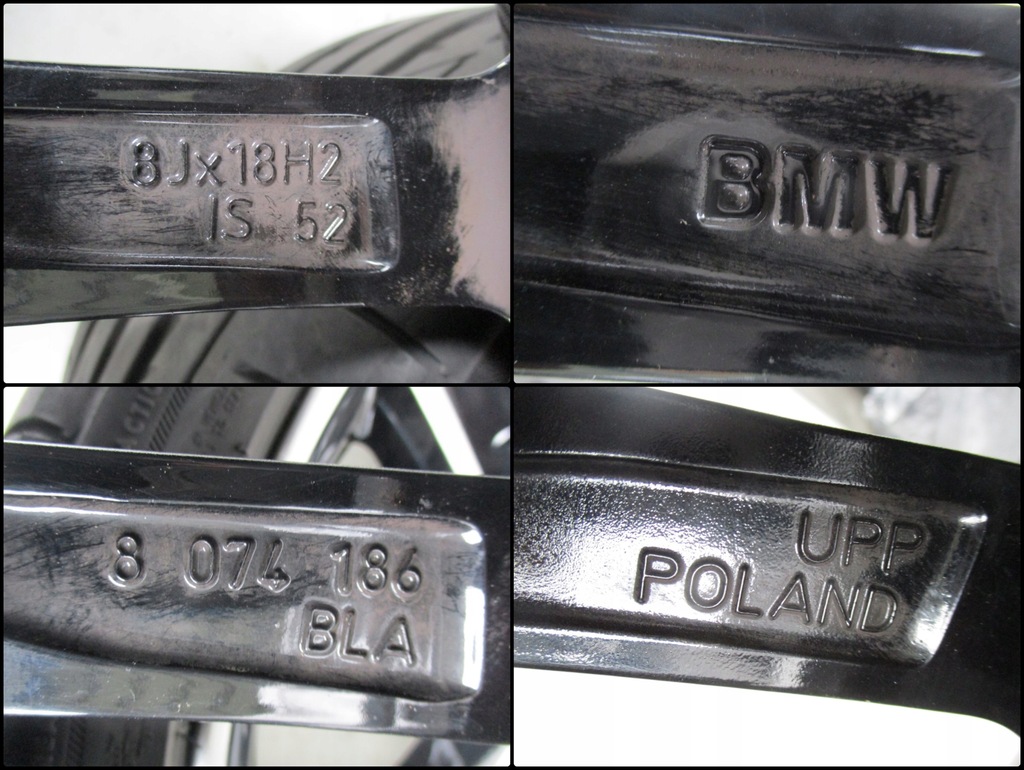 8Jx18H2
IS 52
BMW
8 074 186
BLA
UPP
POLAND